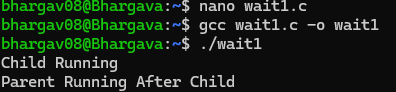 bhargav08@Bhargava:~$ nano wait1.c
bhargav08@Bhargava:~$ gcc wait1.c -o wait1
bhargav08@Bhargava:~$ ./wait1
Child Running
Parent Running After Child